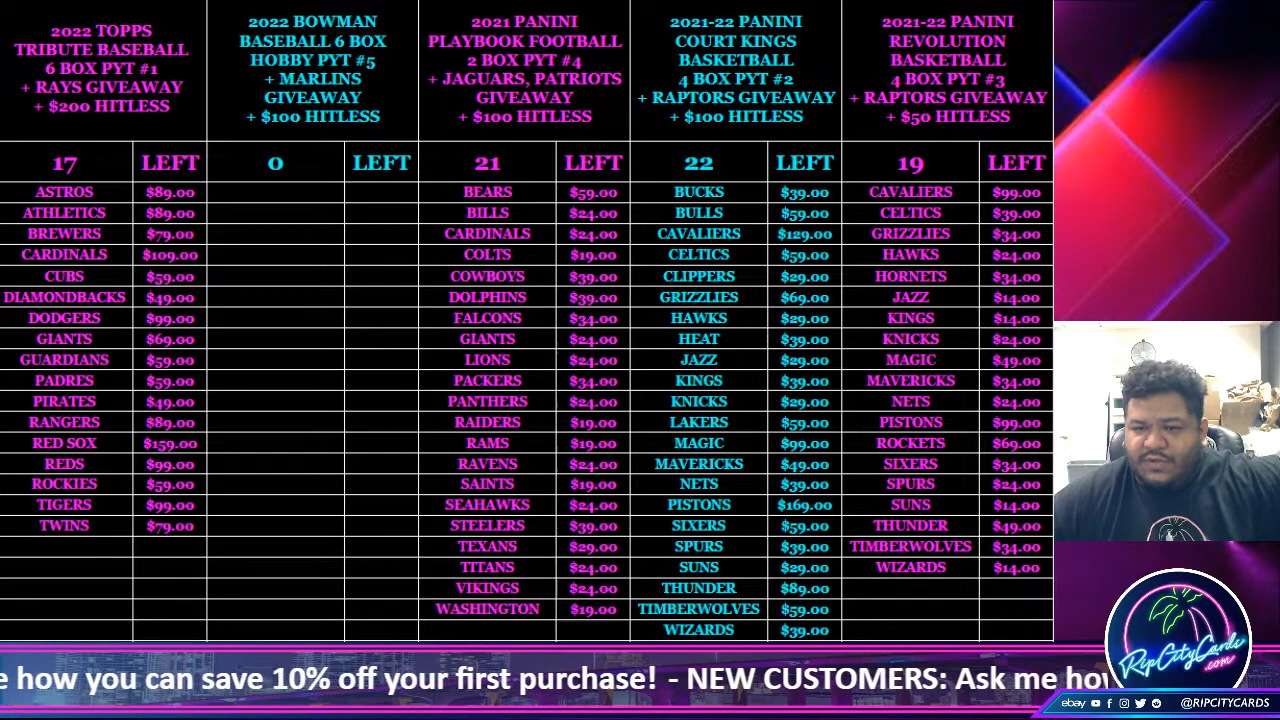 2022 TOPPS
TRIBUTE BASEBALL
6 BOX PYT #1
+ RAYS GIVEAWAY
+ $200 HITLESS
2022 BOWMAN
BASEBALL 6 BOX
HOBBY PYT #5
+ MARLINS
GIVEAWAY
+ $100 HITLESS
2021 PANINI
PLAYBOOK FOOTBALL
2 BOX PYT #4
+ JAGUARS, PATRIOTS
GIVEAWAY
+ $100 HITLESS
2021-22 PANINI
COURT KINGS
BASKETBALL
4 BOX PYT #2
+ RAPTORS GIVEAWAY
+ $100 HITLESS
2021-22 PANINI
REVOLUTION
BASKETBALL
4 BOX PYT #3
+ RAPTORS GIVEAWAY
+ $50 HITLESS
17 LEFT 0 LEFT 21 LEFT 22 LEFT 19 LEFT
ASTROS $89.00 BEARS $59.00 BUCKS $39.00 CAVALIERS $99.00
ATHLETICS $89.00 BILLS $24.00 BULLS $59.00 CELTICS $39.00
BREWERS $79.00 CARDINALS $24.00 CAVALIERS $129.00 GRIZZLIES $34.00
CARDINALS $109.00 COLTS $19.00 CELTICS $59.00 HAWKS $24.00
CUBS $59.00 COWBOYS $39.00 CLIPPERS $29.00 HORNETS $34.00
DIAMONDBACKS $49.00 DOLPHINS $39.00 GRIZZLIES $69.00 JAZZ $14.00
DODGERS $99.00 FALCONS $34.00 HAWKS $29.00 KINGS $14.00
GIANTS $69.00 GIANTS $24.00 HEAT $39.00 KNICKS $24.00
GUARDIANS $59.00 LIONS $24.00 JAZZ $29.00 MAGIC $49.00
PADRES $59.00 PACKERS $34.00 KINGS $39.00 MAVERICKS $34.00
PIRATES $49.00 PANTHERS $24.00 KNICKS $29.00 NETS $24.00
RANGERS $89.00 RAIDERS $19.00 LAKERS $59.00 PISTONS $99.00
RED SOX $159.00 RAMS $19.00 MAGIC $99.00 ROCKETS $69.00
REDS $99.00 RAVENS $24.00 MAVERICKS $49.00 SIXERS $34.00
ROCKIES $59.00 SAINTS $19.00 NETS $39.00 SPURS $24.00
TIGERS $99.00 SEAHAWKS $24.00 PISTONS $169.00 SUNS $14.00
TWINS $79.00 STEELERS $39.00 SIXERS $59.00 THUNDER $49.00
TEXANS $29.00 SPURS $39.00 TIMBERWOLVES $34.00
TITANS $24.00 SUNS $29.00 WIZARDS $14.00
VIKINGS $24.00 THUNDER $89.00
WASHINGTON $19.00 TIMBERWOLVES $59.00
WIZARDS $39.00
e how you can save 10% off your first purchase! - NEW CUSTOMERS: Ask me how
RipCityCards
.com
ebay @RIPCITYCARDS